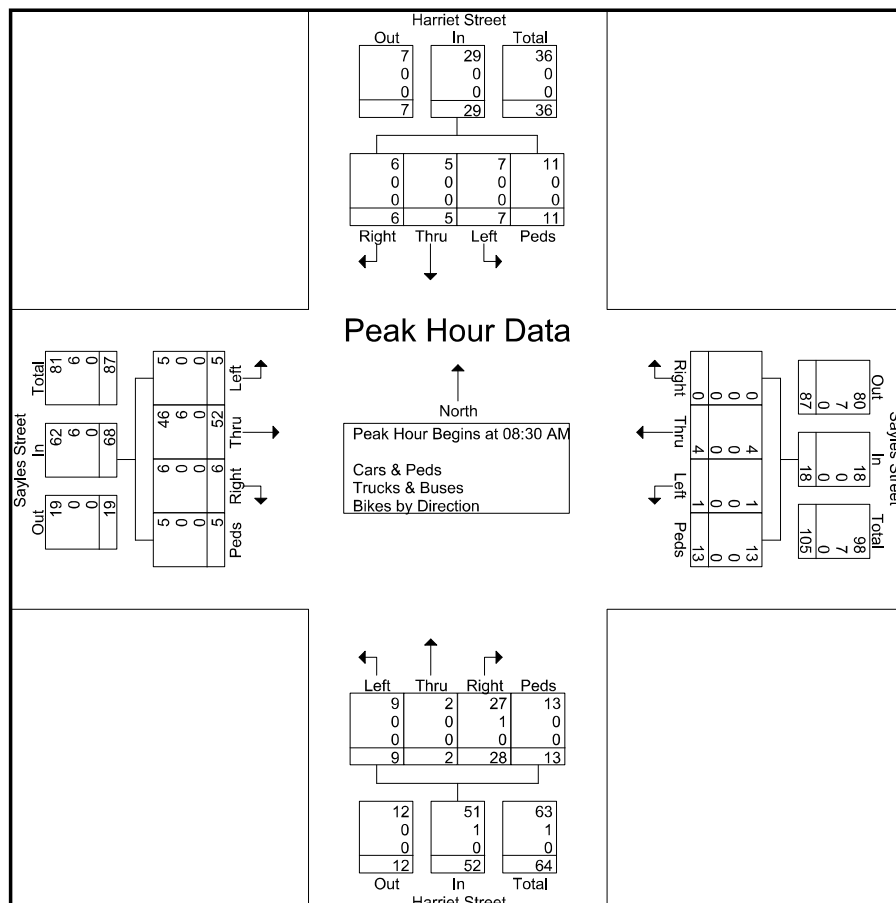 Harriet Street
Out In Total
7 29 36
0 0 0
0 0 0
7 29 36
6 5 7 11
0 0 0 0
0 0 0 0
6 5 7 11
Right Thru Left Peds
Peak Hour Data
North
Peak Hour Begins at 08:30 AM
Cars & Peds
Trucks & Buses
Bikes by Direction
Sayles Street
Out In Total
19 62 81
0 6 6
0 0 0
19 68 87
5 6 46 5
0 0 6 0
0 0 0 0
5 6 52 5
Peds Right Thru Left
Sayles Street
Out In Total
80 18 98
7 0 7
0 0 0
87 18 105
0 4 1 13
0 0 0 0
0 0 0 0
0 4 1 13
Right Thru Left Peds
Left Thru Right Peds
9 2 27 13
0 0 1 0
0 0 0 0
9 2 28 13
12 51 63
0 1 1
0 0 0
12 52 64
Out In Total
Harriet Street